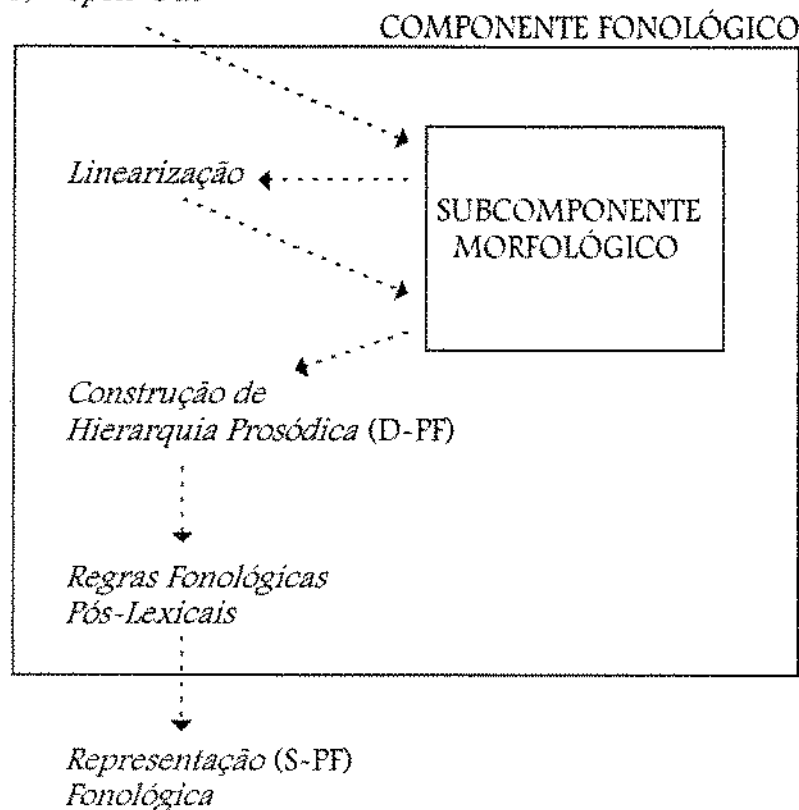 COMPONENTE FONOLÓGICO
Linearização
SUBCOMPONENTE
MORFOLÓGICO
Construção de
Hierarquia Prosódica (D-PF)
Regras Fonológicas
Pós-Lexicais
Representação (S-PF)
Fonológica